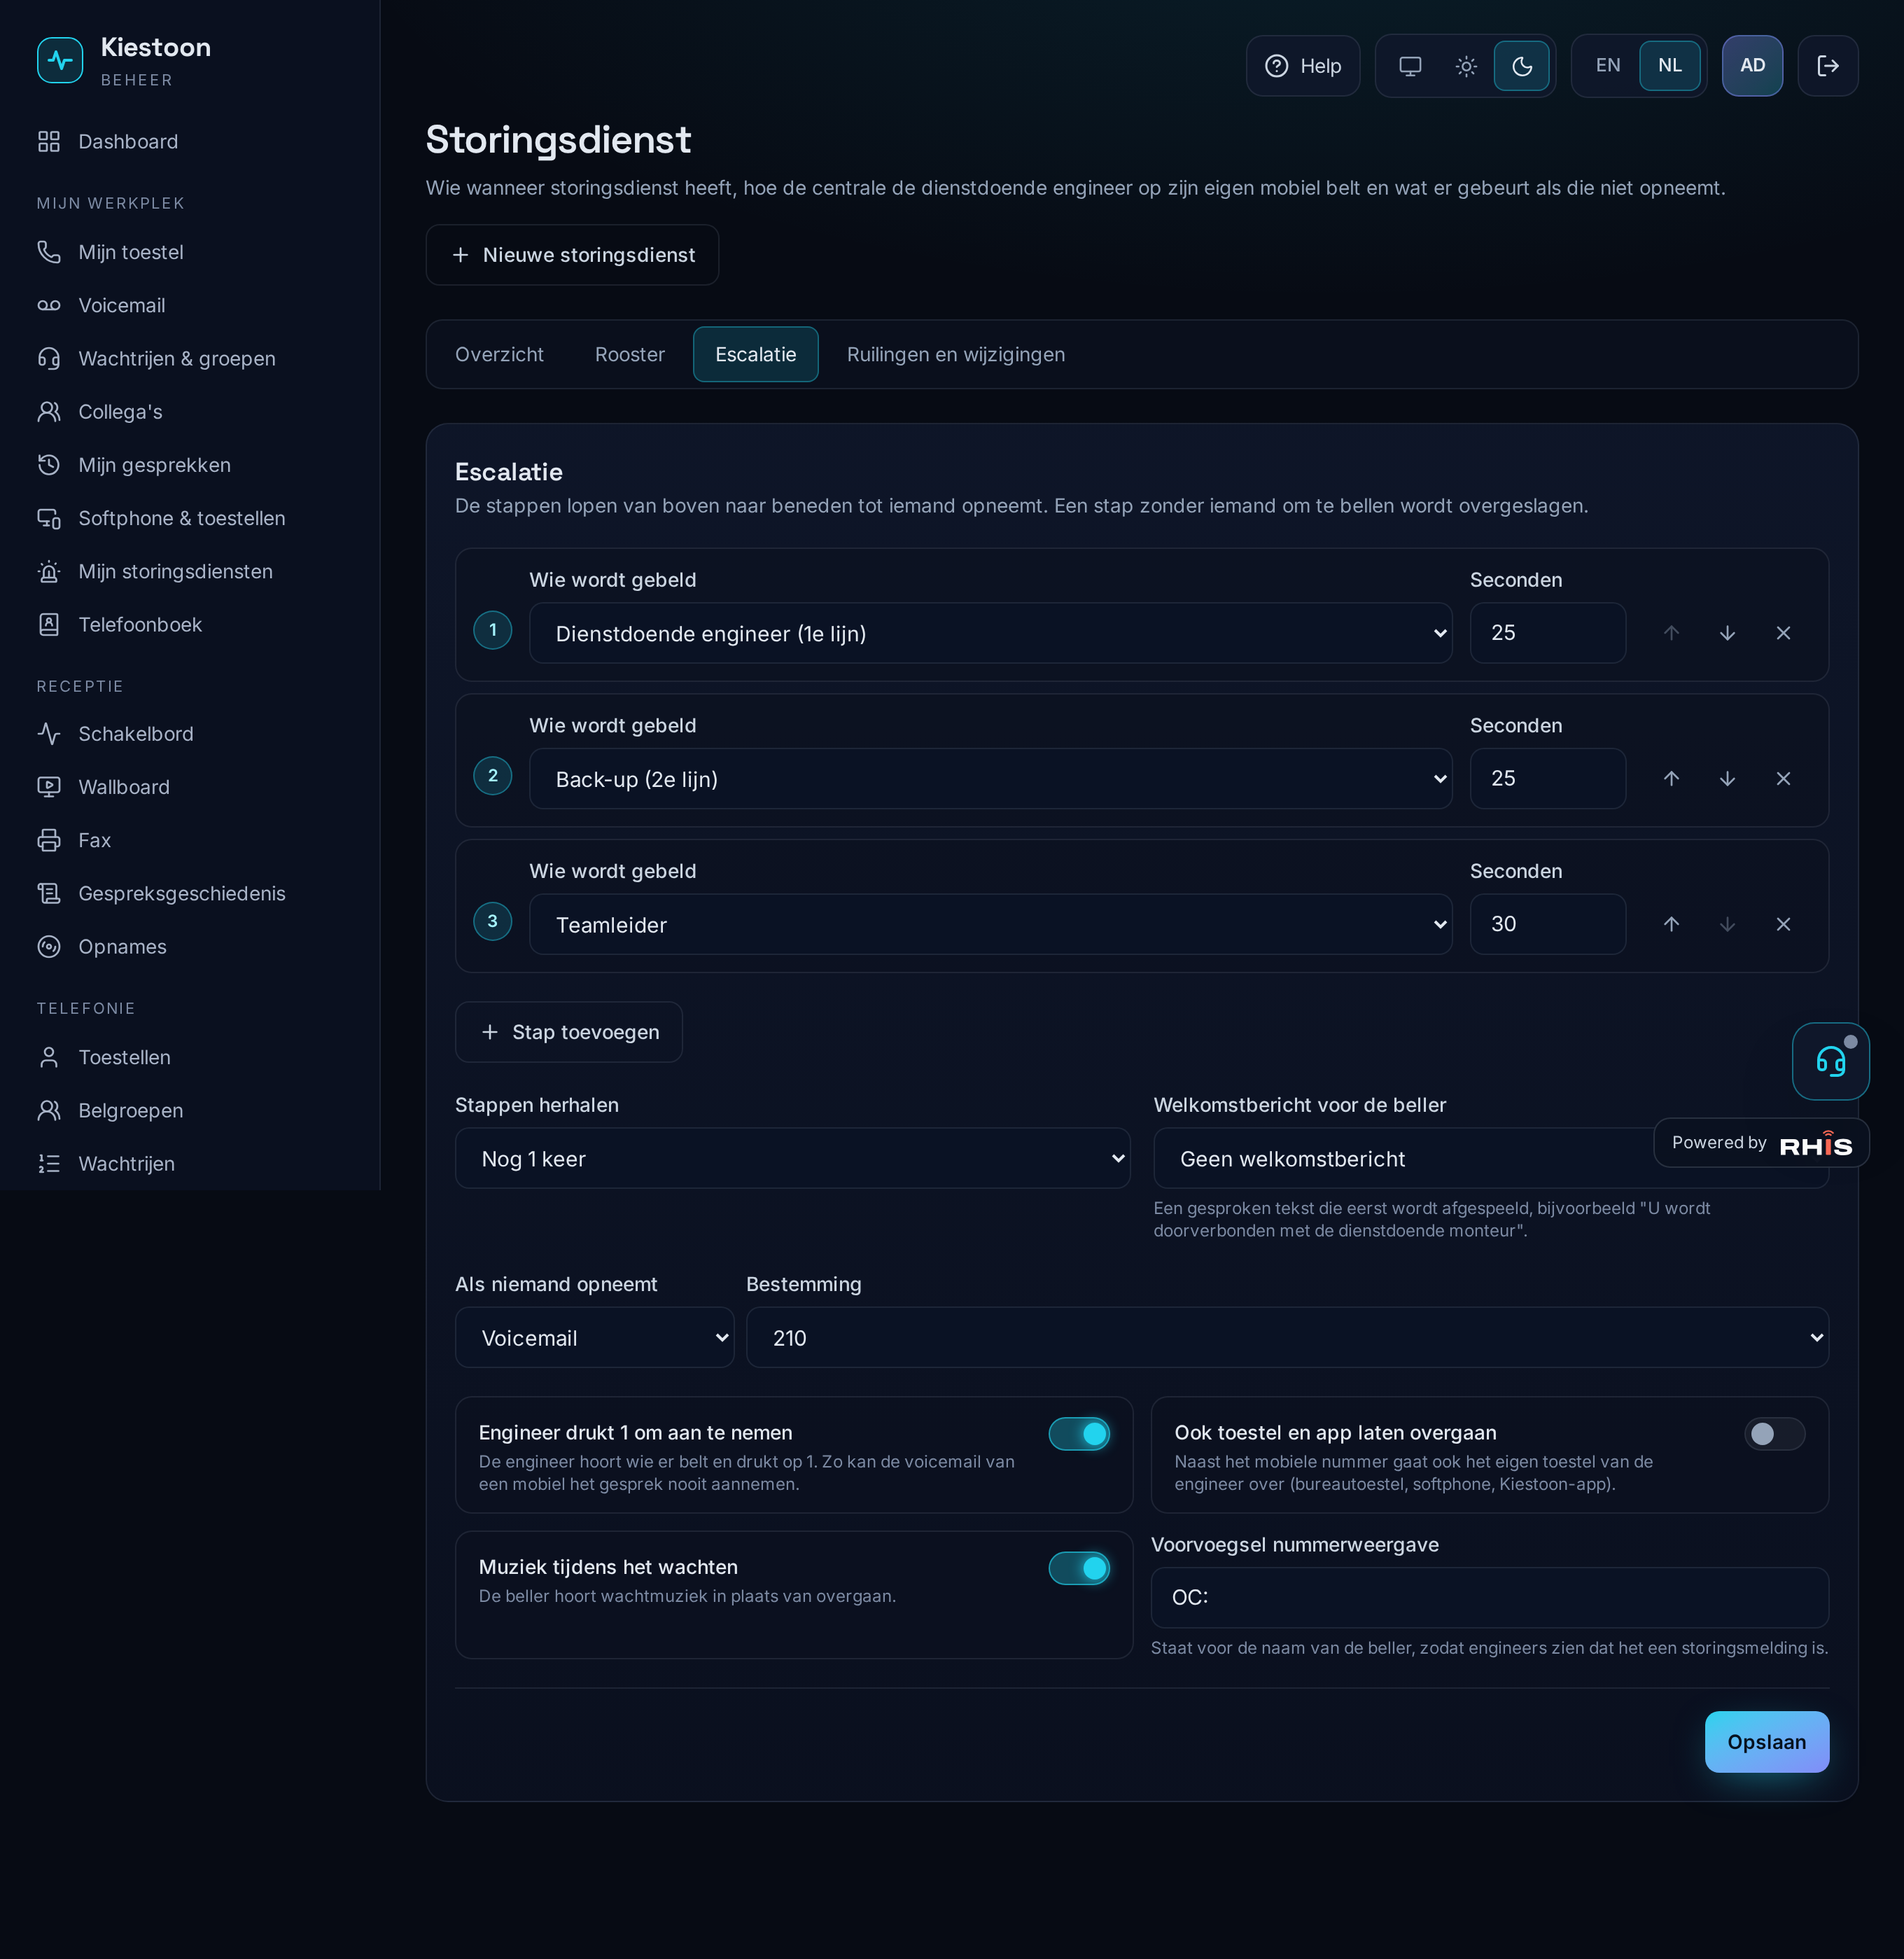 Kiestoon
BEHEER
Dashboard
MIJN WERKPLEK
Mijn toestel
Voicemail
Wachtrijen & groepen
Collega's
Mijn gesprekken
Softphone & toestellen
Mijn storingsdiensten
Telefoonboek
RECEPTIE
Schakelbord
Wallboard
Fax
Gespreksgeschiedenis
Opnames
TELEFONIE
Toestellen
Belgroepen
Wachtrijen
Help
EN NL
AD
Storingsdienst
Wie wanneer storingsdienst heeft, hoe de centrale de dienstdoende engineer op zijn eigen mobiel belt en wat er gebeurt als die niet opneemt.
Nieuwe storingsdienst
Overzicht Rooster Escalatie Ruilingen en wijzigingen
Escalatie
De stappen lopen van boven naar beneden tot iemand opneemt. Een stap zonder iemand om te bellen wordt overgeslagen.
Wie wordt gebeld Seconden
1 Dienstdoende engineer (1e lijn) 25
Wie wordt gebeld Seconden
2 Back-up (2e lijn) 25
Wie wordt gebeld Seconden
3 Teamleider 30
Stap toevoegen
Stappen herhalen
Nog 1 keer
Welkomstbericht voor de beller
Geen welkomstbericht
Een gesproken tekst die eerst wordt afgespeeld, bijvoorbeeld "U wordt
doorverbonden met de dienstdoende monteur".
Powered by RHiS
Als niemand opneemt Bestemming
Voicemail 210
Engineer drukt 1 om aan te nemen
De engineer hoort wie er belt en drukt op 1. Zo kan de voicemail van
een mobiel het gesprek nooit aannemen.
Ook toestel en app laten overgaan
Naast het mobiele nummer gaat ook het eigen toestel van de
engineer over (bureautoestel, softphone, Kiestoon-app).
Muziek tijdens het wachten
De beller hoort wachtmuziek in plaats van overgaan.
Voorvoegsel nummerweergave
OC:
Staat voor de naam van de beller, zodat engineers zien dat het een storingsmelding is.
Opslaan